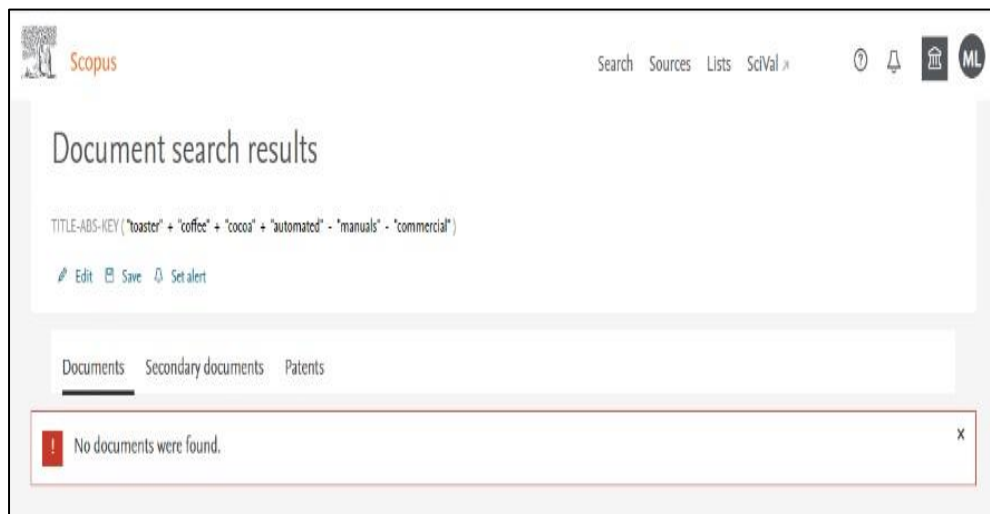 Scopus
Search Sources Lists SciVal ↗ ML
Document search results
TITLE-ABS-KEY ( "toaster" + "coffee" + "cocoa" + "automated" - "manuals" - "commercial" )
Edit Save Set alert
Documents Secondary documents Patents
! No documents were found. x